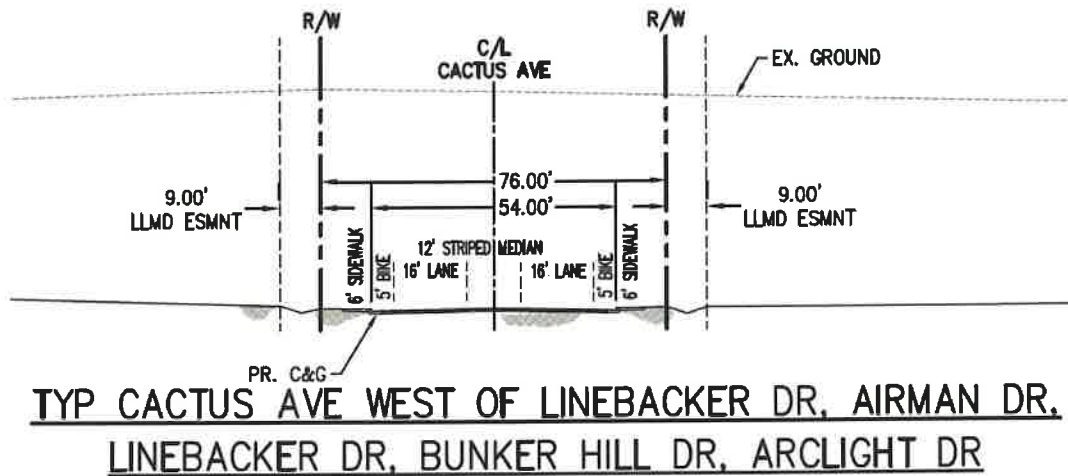 R/W
R/W
C/L
CACTUS AVE
EX. GROUND
76.00'
9.00'
LLMD ESMNT
54.00'
9.00'
LLMD ESMNT
6' SIDEWALK
5' BIKE
12' STRIPED MEDIAN
16' LANE
16' LANE
5' BIKE
6' SIDEWALK
PR. C&G
TYP CACTUS AVE WEST OF LINEBACKER DR, AIRMAN DR,
LINEBACKER DR, BUNKER HILL DR, ARCLIGHT DR